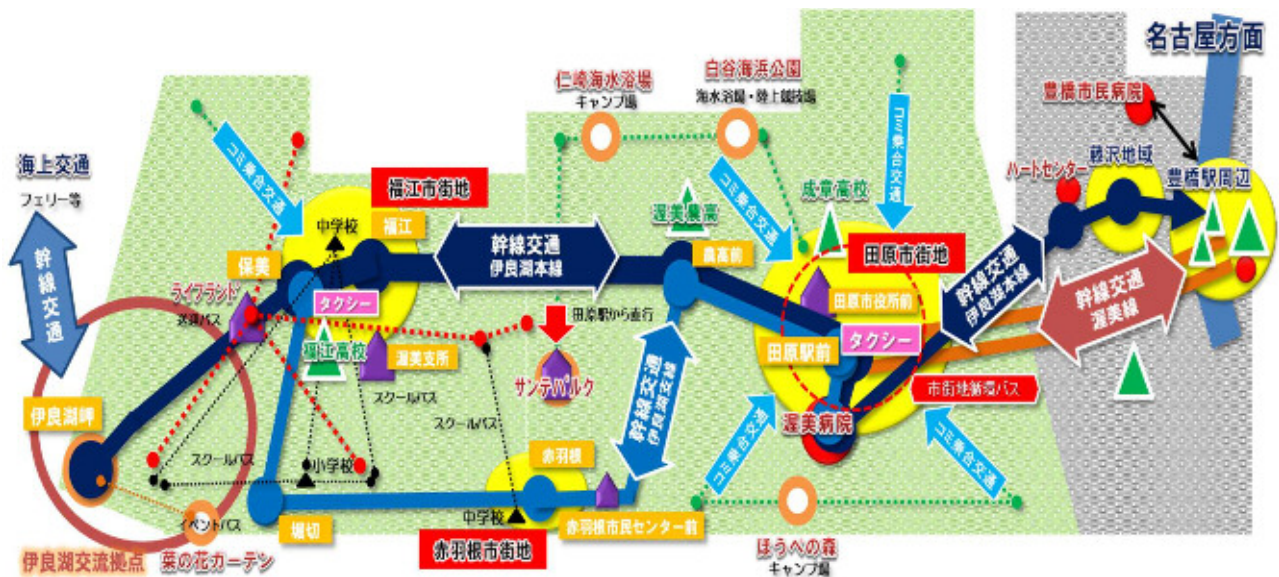 名古屋方面
仁崎海水浴場
キャンプ場
白谷海浜公園
海水浴場・陸上競技場
豊橋市民病院
海上交通
フェリー等
幹線交通
コミ乗合交通
福江市街地
中学校
福江
保美
ライフランド
送迎バス
タクシー
福江高校
渥美支所
幹線交通
伊良湖本線
渥美農高
農高前
コミ乗合交通
成章高校
コミ乗合交通
田原市街地
田原市役所前
田原駅前
タクシー
渥美病院
ハートセンター
藤沢地域
豊橋駅周辺
幹線交通
伊良湖本線
幹線交通
渥美線
市街地循環バス
田原駅から直行
サンテパルク
幹線交通
伊良湖支線
スクールバス
スクールバス
伊良湖岬
スクールバス
小学校
イベントバス
堀切
赤羽根
中学校
赤羽根市民センター前
コミ乗合交通
コミ乗合交通
伊良湖交流拠点
菜の花ガーデン
赤羽根市街地
ほうべの森
キャンプ場